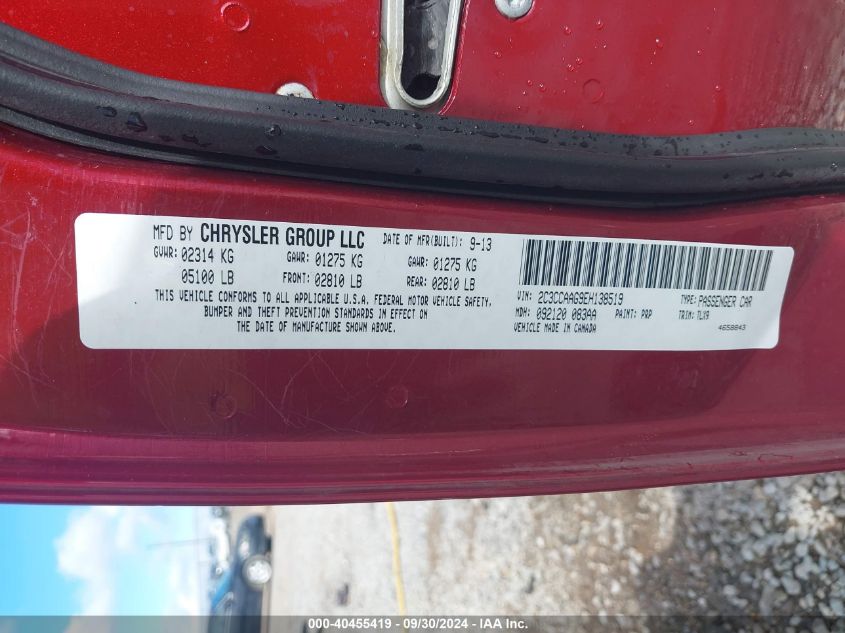 MFD BY CHRYSLER GROUP LLC DATE OF MFR(BUILT): 9-13
GVWR: 02314 KG GAWR: 01275 KG GAWR: 01275 KG
05100 LB FRONT: 02810 LB REAR: 02810 LB
THIS VEHICLE CONFORMS TO ALL APPLICABLE U.S.A. FEDERAL MOTOR VEHICLE SAFETY,
BUMPER AND THEFT PREVENTION STANDARDS IN EFFECT ON
THE DATE OF MANUFACTURE SHOWN ABOVE.
VIN: 2C3CCAAG9EH138519 TYPE: PASSENGER CAR
MDH: 092120 083AA PAINT: PRP TRIM: TLX9
VEHICLE MADE IN CANADA 4658843
000-40455419 - 09/30/2024 - IAA Inc.